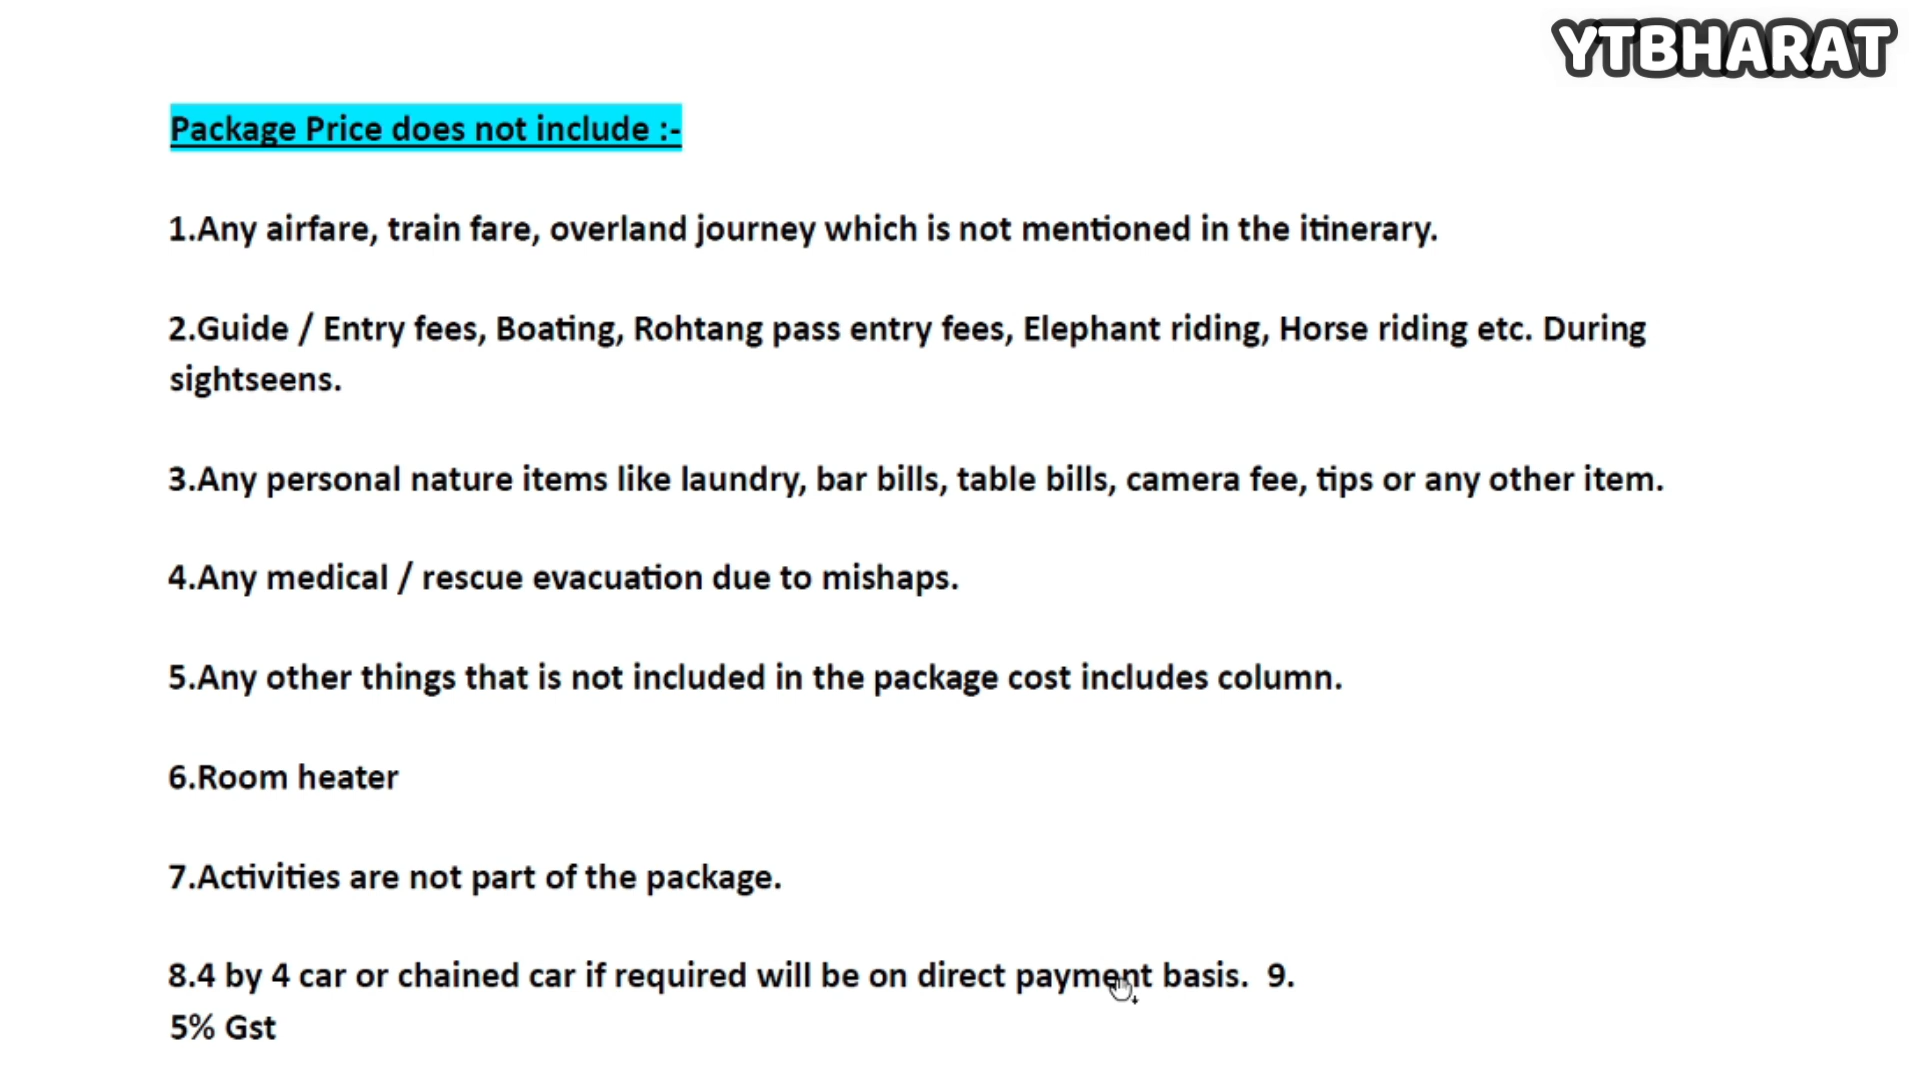 YTBHARAT
Package Price does not include :-
1.Any airfare, train fare, overland journey which is not mentioned in the itinerary.
2.Guide / Entry fees, Boating, Rohtang pass entry fees, Elephant riding, Horse riding etc. During
sightseens.
3.Any personal nature items like laundry, bar bills, table bills, camera fee, tips or any other item.
4.Any medical / rescue evacuation due to mishaps.
5.Any other things that is not included in the package cost includes column.
6.Room heater
7.Activities are not part of the package.
8.4 by 4 car or chained car if required will be on direct payment basis.  9.
5% Gst